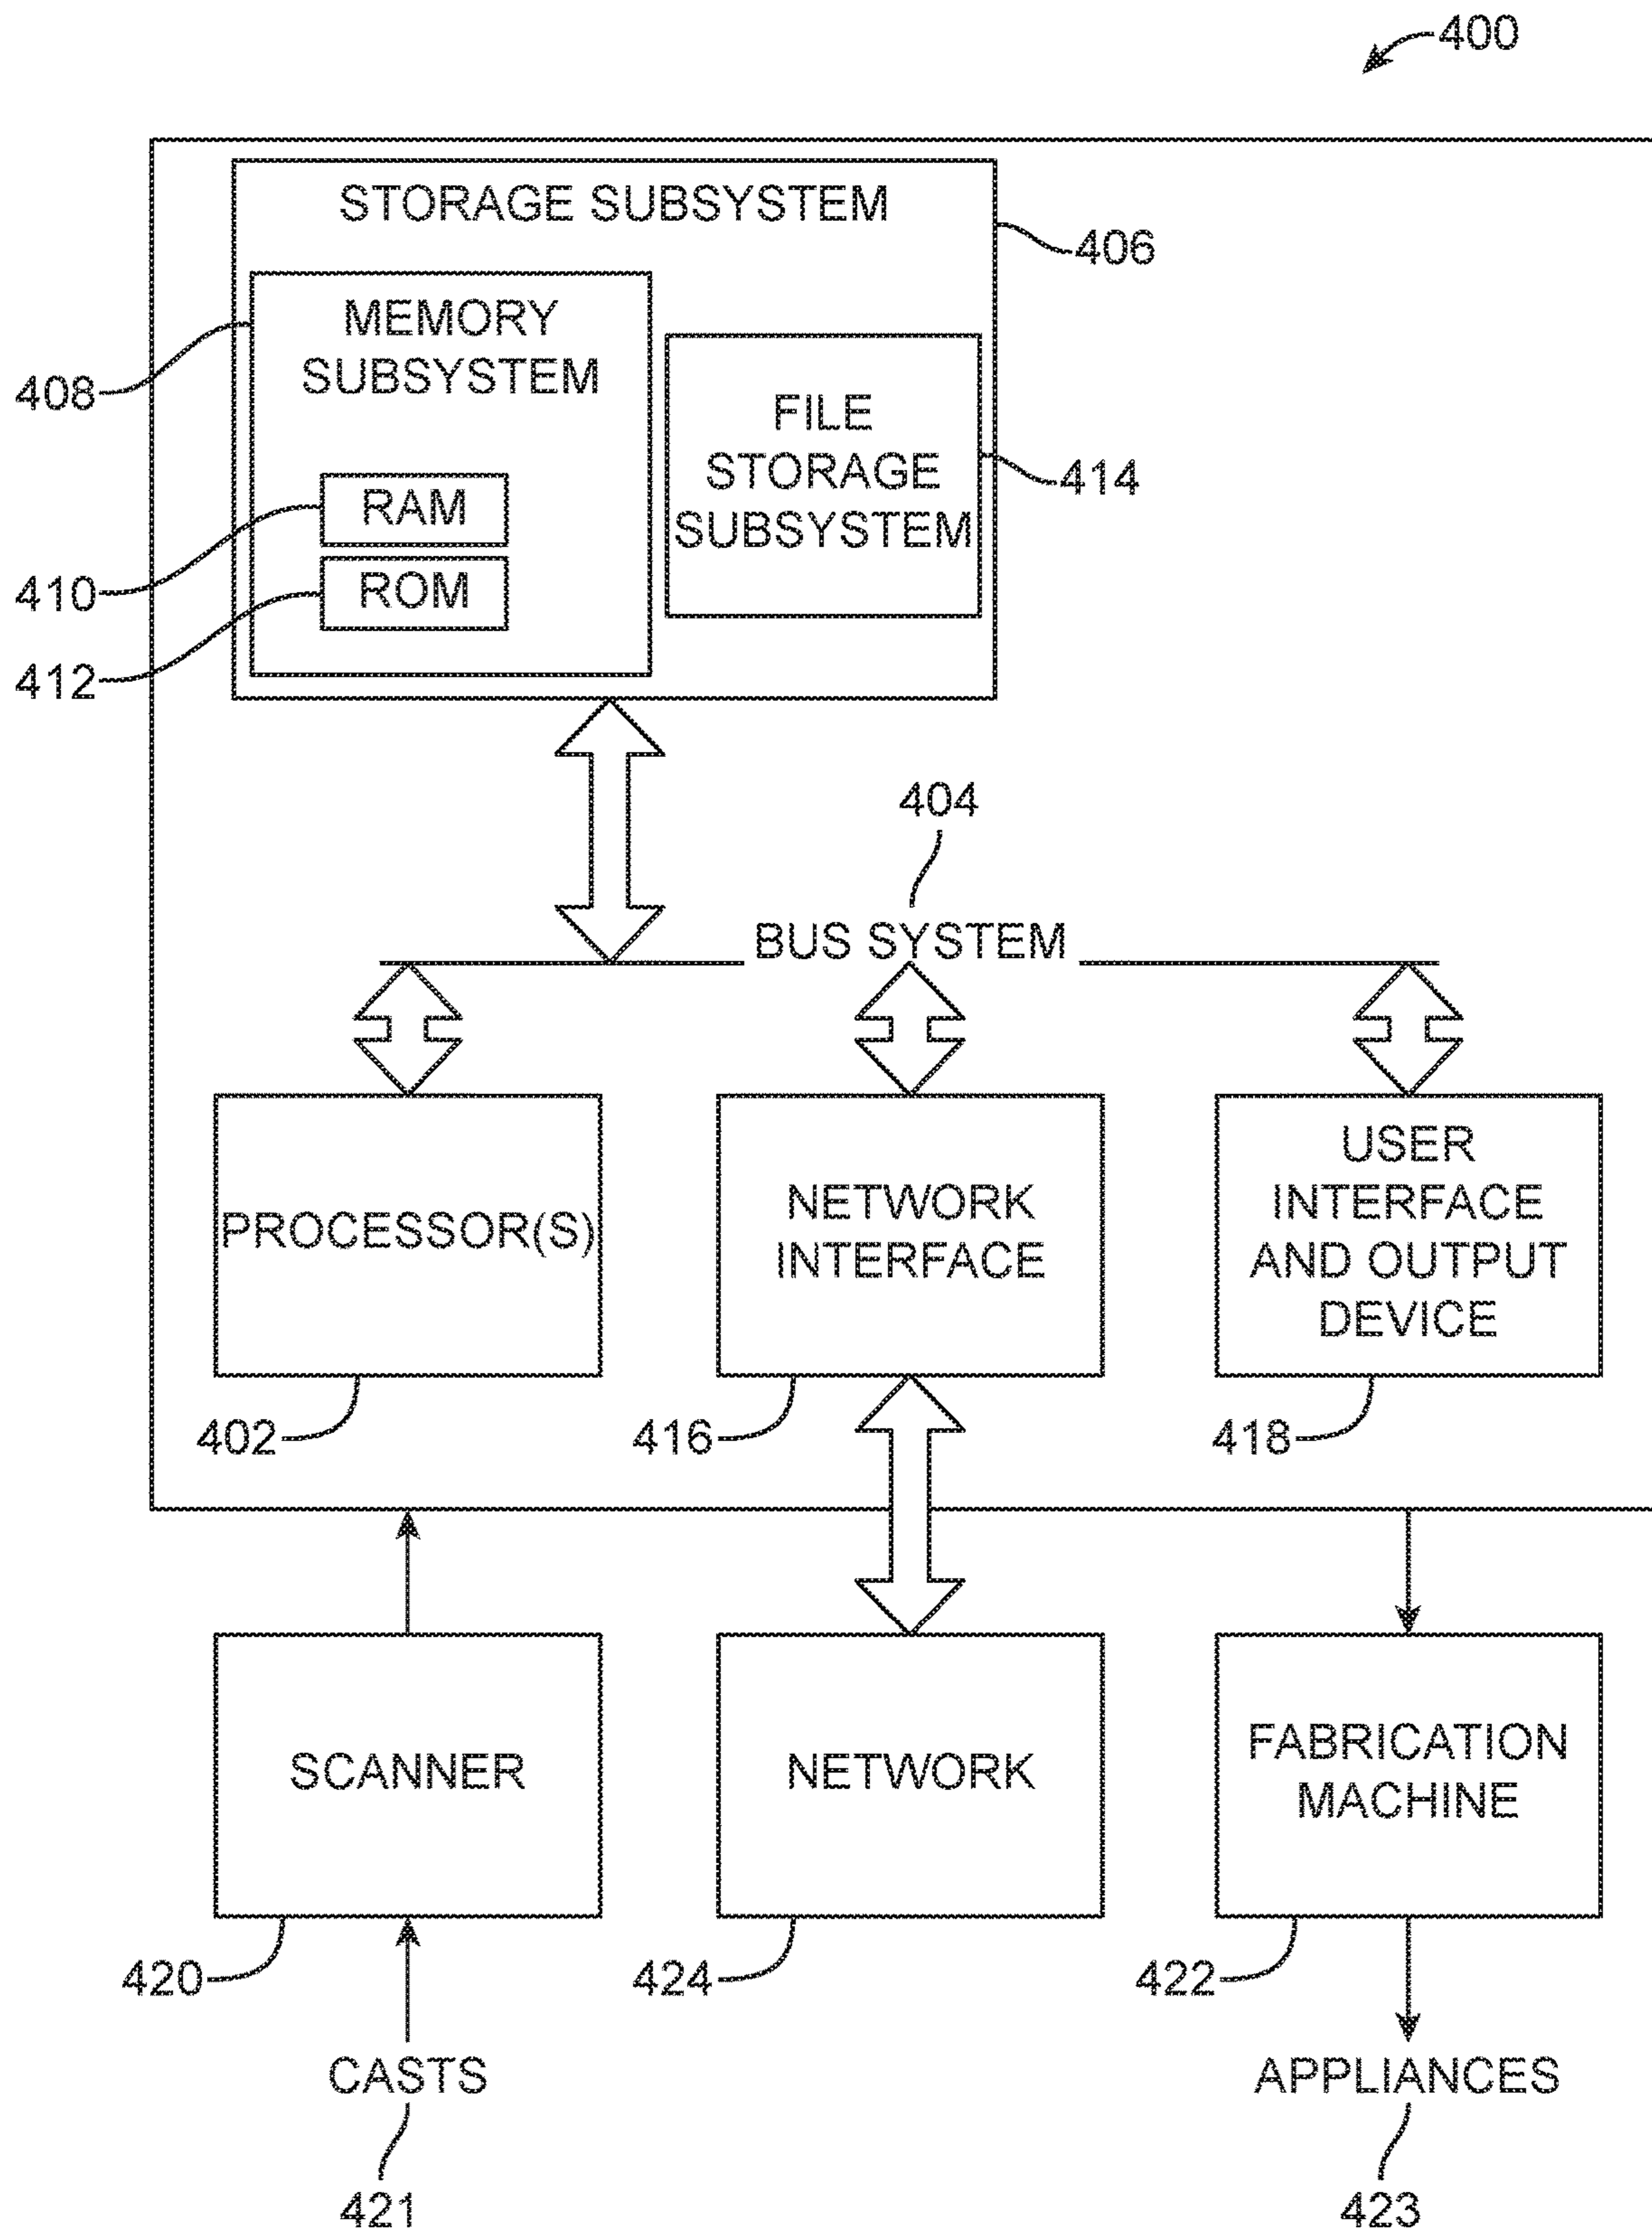 400
STORAGE SUBSYSTEM
406
MEMORY
SUBSYSTEM
408
FILE
STORAGE
SUBSYSTEM
414
RAM
410
ROM
412
404
BUS SYSTEM
PROCESSOR(S)
402
NETWORK
INTERFACE
416
USER
INTERFACE
AND OUTPUT
DEVICE
418
SCANNER
420
NETWORK
424
FABRICATION
MACHINE
422
CASTS
421
APPLIANCES
423